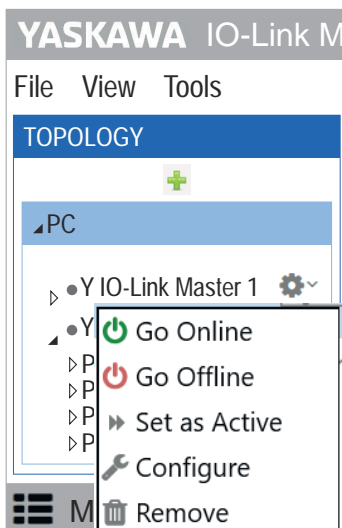 YASKAWA IO-Link M
File View Tools
TOPOLOGY
PC
Y IO-Link Master 1
Y
Go Online
P
Go Offline
P
Set as Active
P
P
Configure
M
Remove